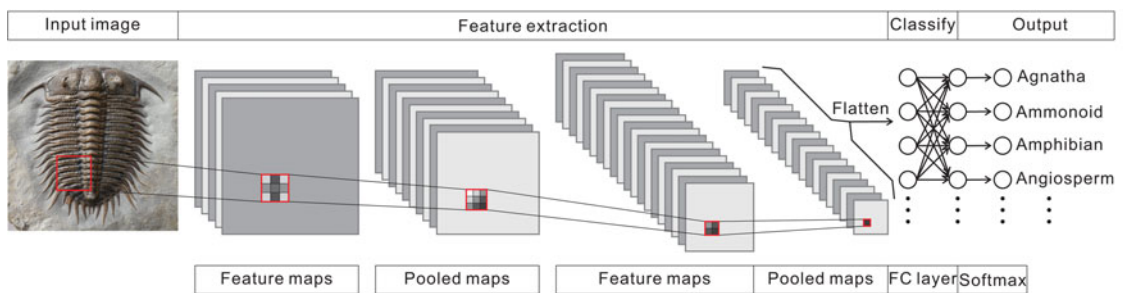 Input image
Feature extraction
Classify
Output
Flatten
Agnatha
Ammonoid
Amphibian
Angiosperm
Feature maps
Pooled maps
Feature maps
Pooled maps
FC layer
Softmax